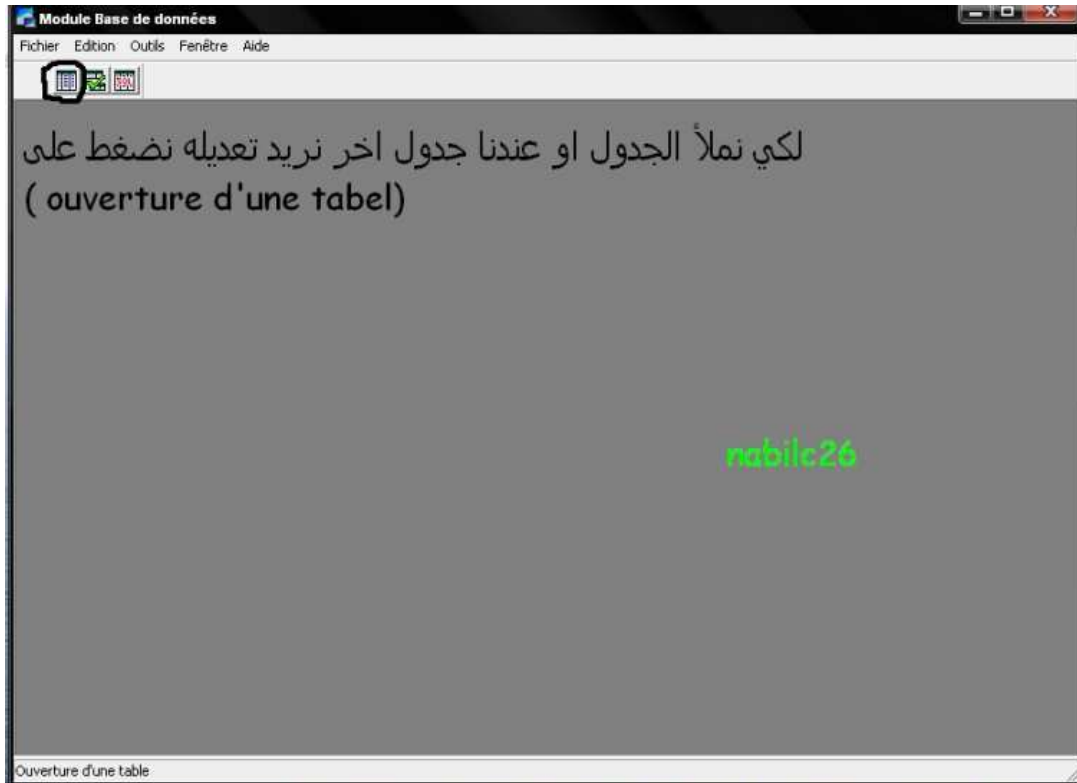 Module Base de données
Fichier Edition Outils Fenêtre Aide
SQL
لكي نملأ الجدول او عندنا جدول اخر نريد تعديله نضغط على
( ouverture d'une tabel)
nabilc26
Ouverture d'une table